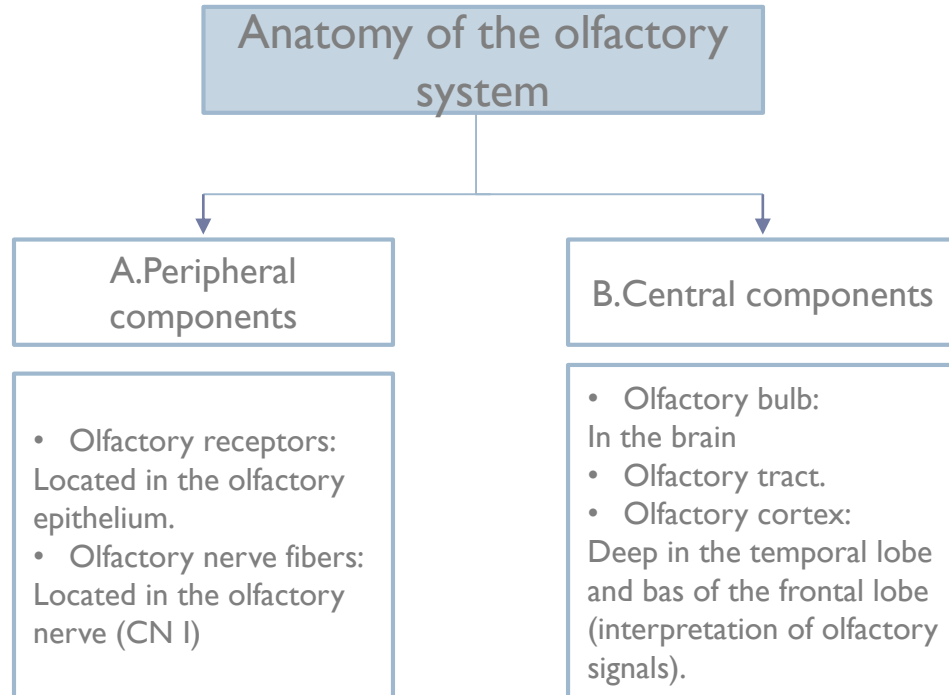 Anatomy of the olfactory
system
A.Peripheral
components
• Olfactory receptors:
Located in the olfactory
epithelium.
• Olfactory nerve fibers:
Located in the olfactory
nerve (CN I)
B.Central components
• Olfactory bulb:
In the brain
• Olfactory tract.
• Olfactory cortex:
Deep in the temporal lobe
and bas of the frontal lobe
(interpretation of olfactory
signals).